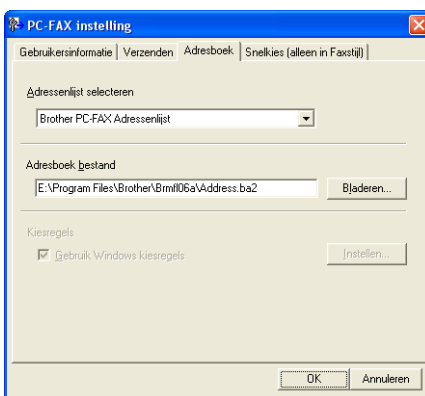 PC-FAX instelling
Gebruikersinformatie Verzenden Adresboek Snelkies (alleen in Faxstijl)
Adressenlijst selecteren
Brother PC-FAX Adressenlijst
Adresboek bestand
E:\Program Files\Brother\Brmfl06a\Address.ba2 Bladeren...
Kiesregels
Gebruik Windows kiesregels Instellen...
OK Annuleren